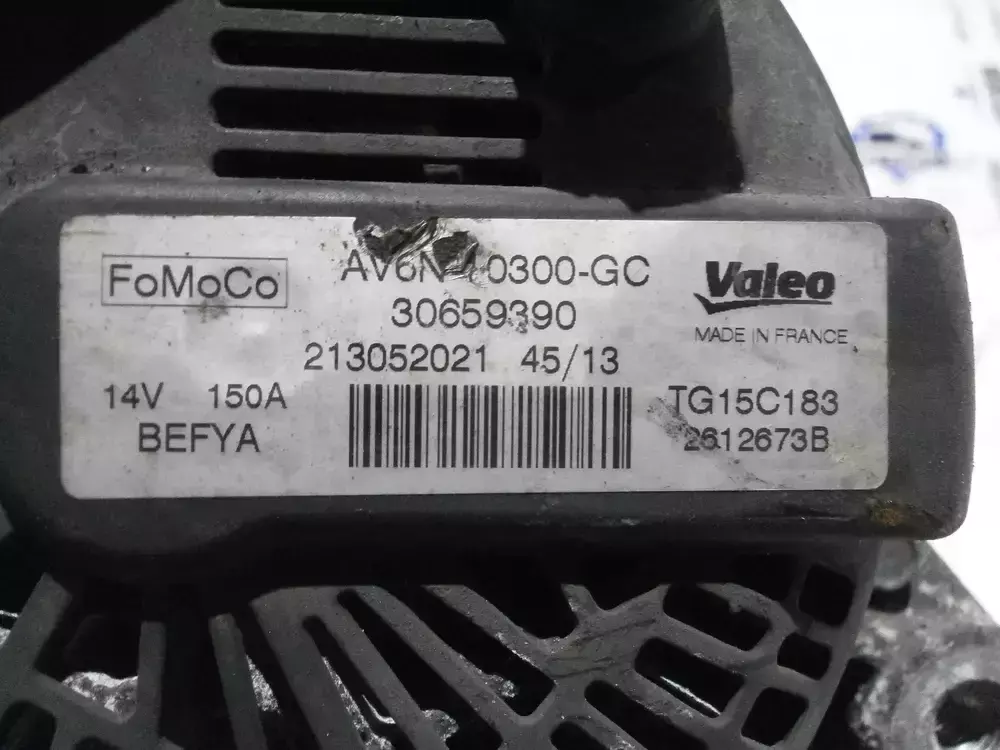 FoMoCo
AV6N-10300-GC
30659390
213052021 45/13
14V 150A
BEFYA
Valeo
MADE IN FRANCE
TG15C183
2612673B